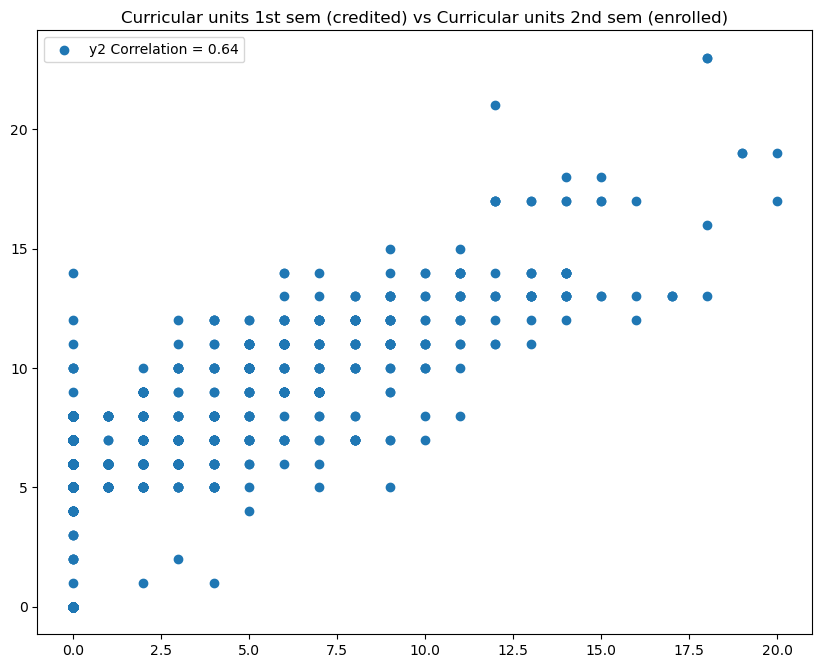 Curricular units 1st sem (credited) vs Curricular units 2nd sem (enrolled)
y2 Correlation = 0.64
20
15
10
5
0
0.0 2.5 5.0 7.5 10.0 12.5 15.0 17.5 20.0